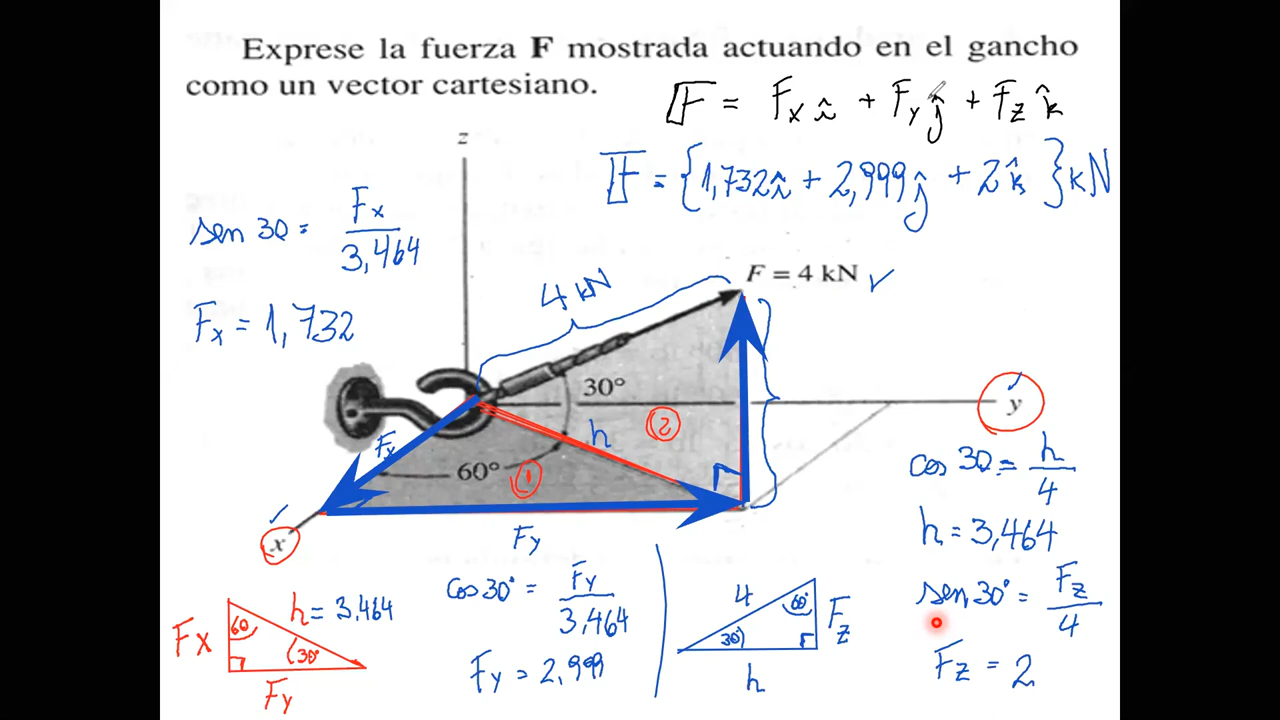 Exprese la fuerza F mostrada actuando en el gancho
como un vector cartesiano.
F = Fx î + Fy ĵ + Fz k̂
F = {1,732 î + 2,999 ĵ + 2 k̂} kN
z
sen 30 = Fx / 3,464
Fx = 1,732
4 kN
F = 4 kN ✓
30°
y
h
2
Fx
60°
1
x
Fy
cos 30 = h / 4
h = 3,464
sen 30° = Fz / 4
Fz = 2
Fx
60
h = 3,464
30°
Fy
cos 30° = Fy / 3,464
Fy = 2,999
4
60°
Fz
30°
h